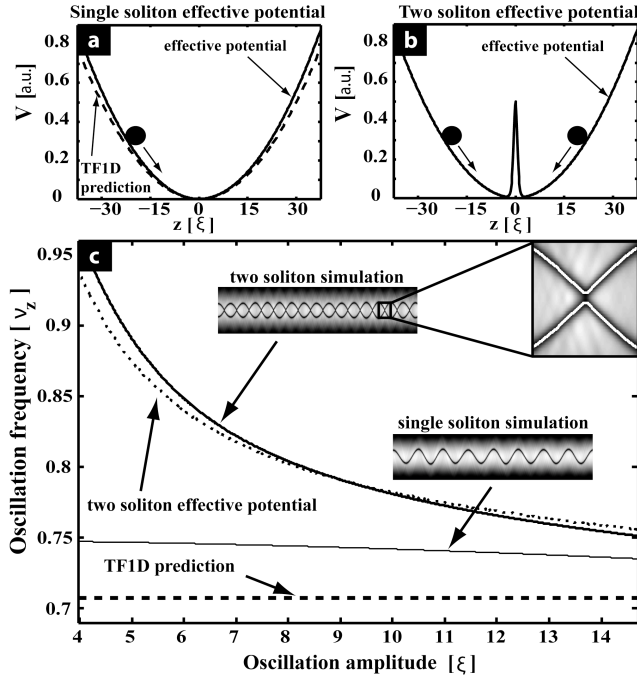 Single soliton effective potential
Two soliton effective potential
a
effective potential
TF1D
prediction
V [a.u.]
0.8
0.6
0.4
0.2
0
−30
−15
0
15
30
z [ξ]
b
effective potential
V [a.u.]
0.8
0.6
0.4
0.2
0
−30
−15
0
15
30
z [ξ]
c
two soliton simulation
single soliton simulation
two soliton effective potential
TF1D prediction
Oscillation frequency [ν_z]
0.95
0.9
0.85
0.8
0.75
0.7
4
5
6
7
8
9
10
11
12
13
14
Oscillation amplitude [ξ]